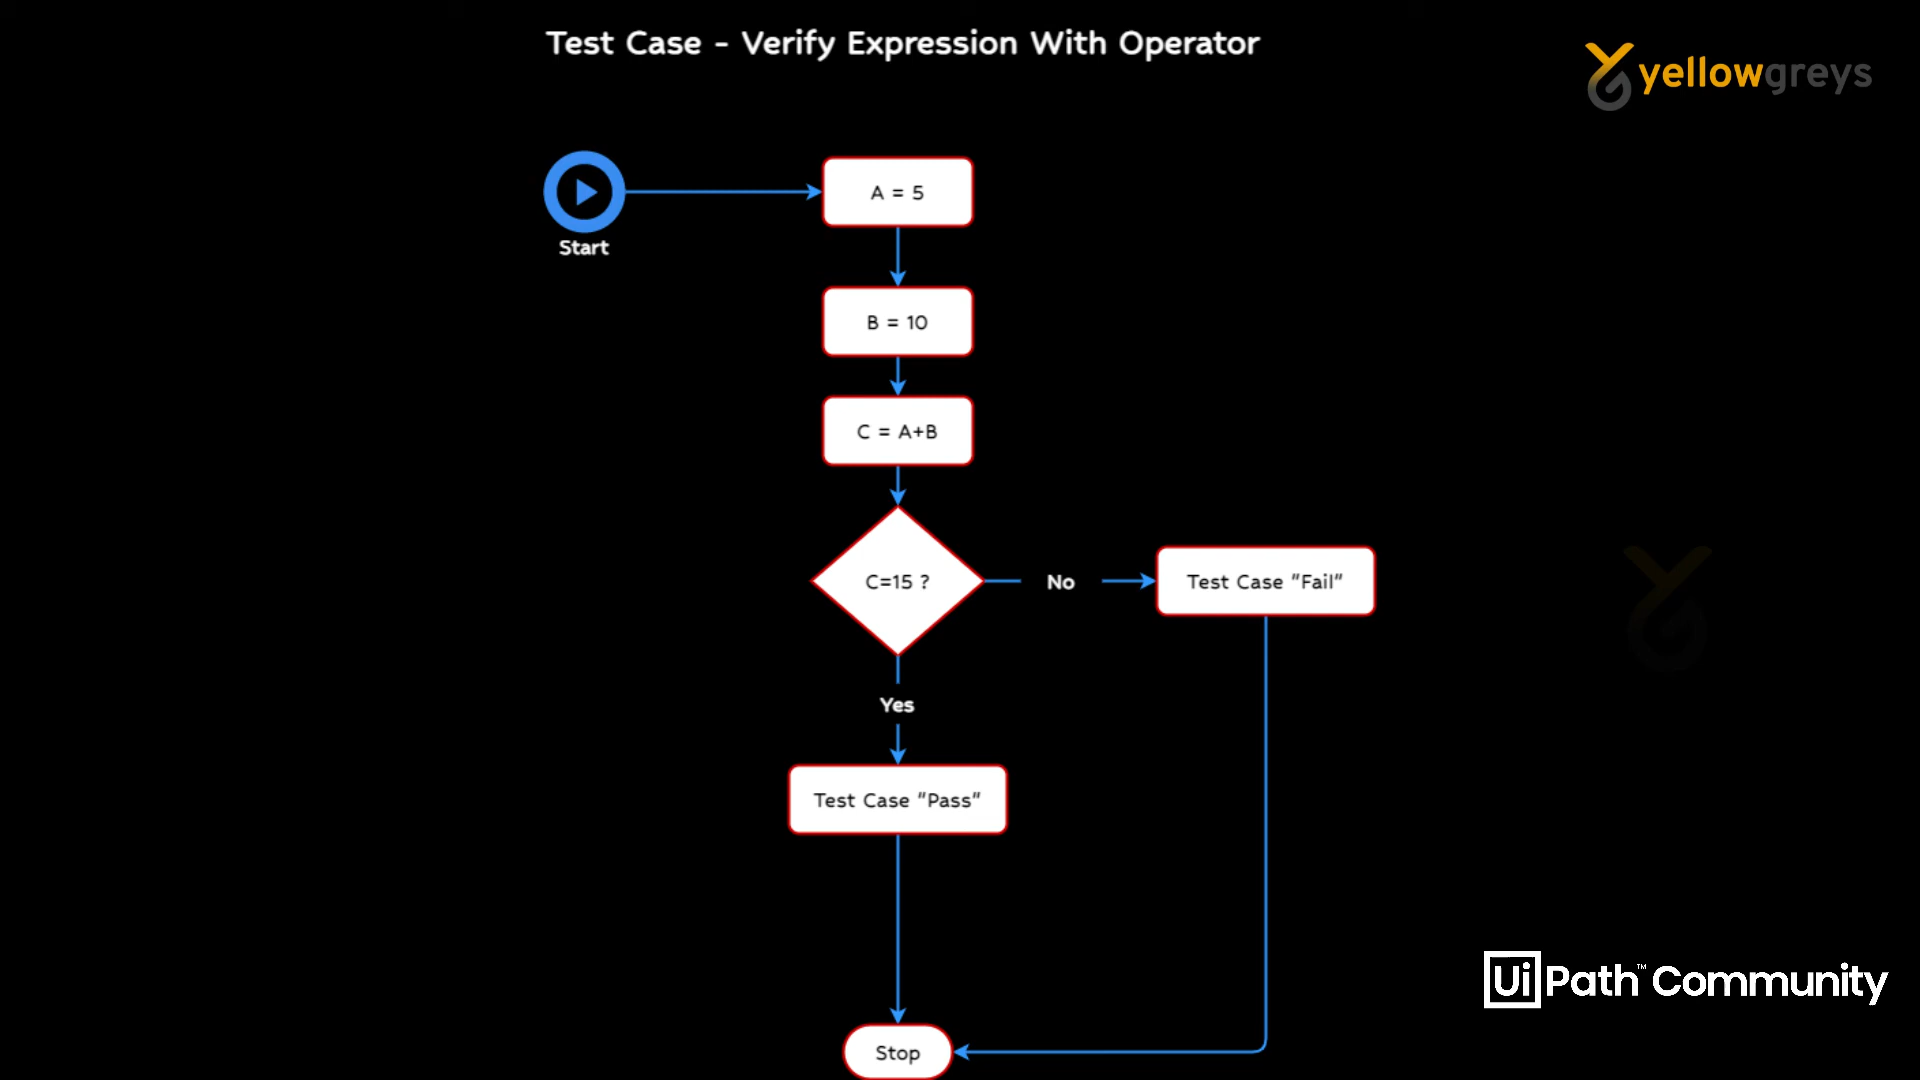 Test Case - Verify Expression With Operator
yellowgreys
A = 5
Start
B = 10
C = A+B
C=15 ?
No
Test Case "Fail"
Yes
Test Case "Pass"
UiPath™ Community
Stop